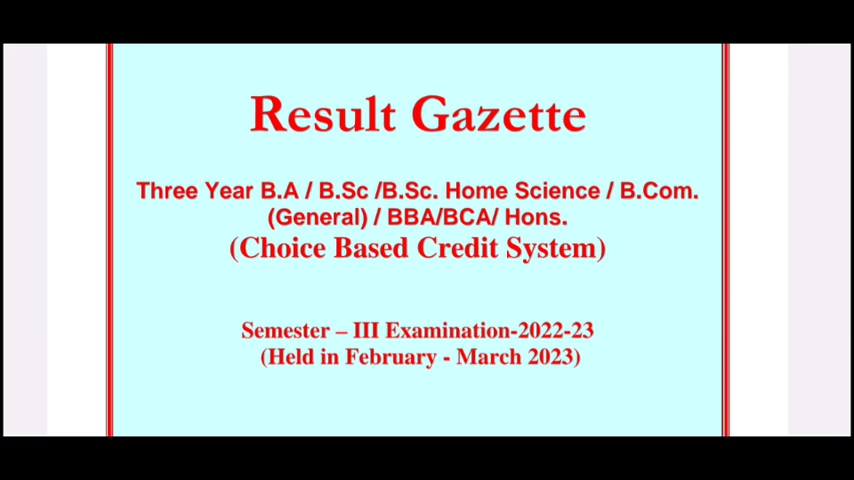 Result Gazette
Three Year B.A / B.Sc /B.Sc. Home Science / B.Com.
(General) / BBA/BCA/ Hons.
(Choice Based Credit System)
Semester – III Examination-2022-23
(Held in February - March 2023)